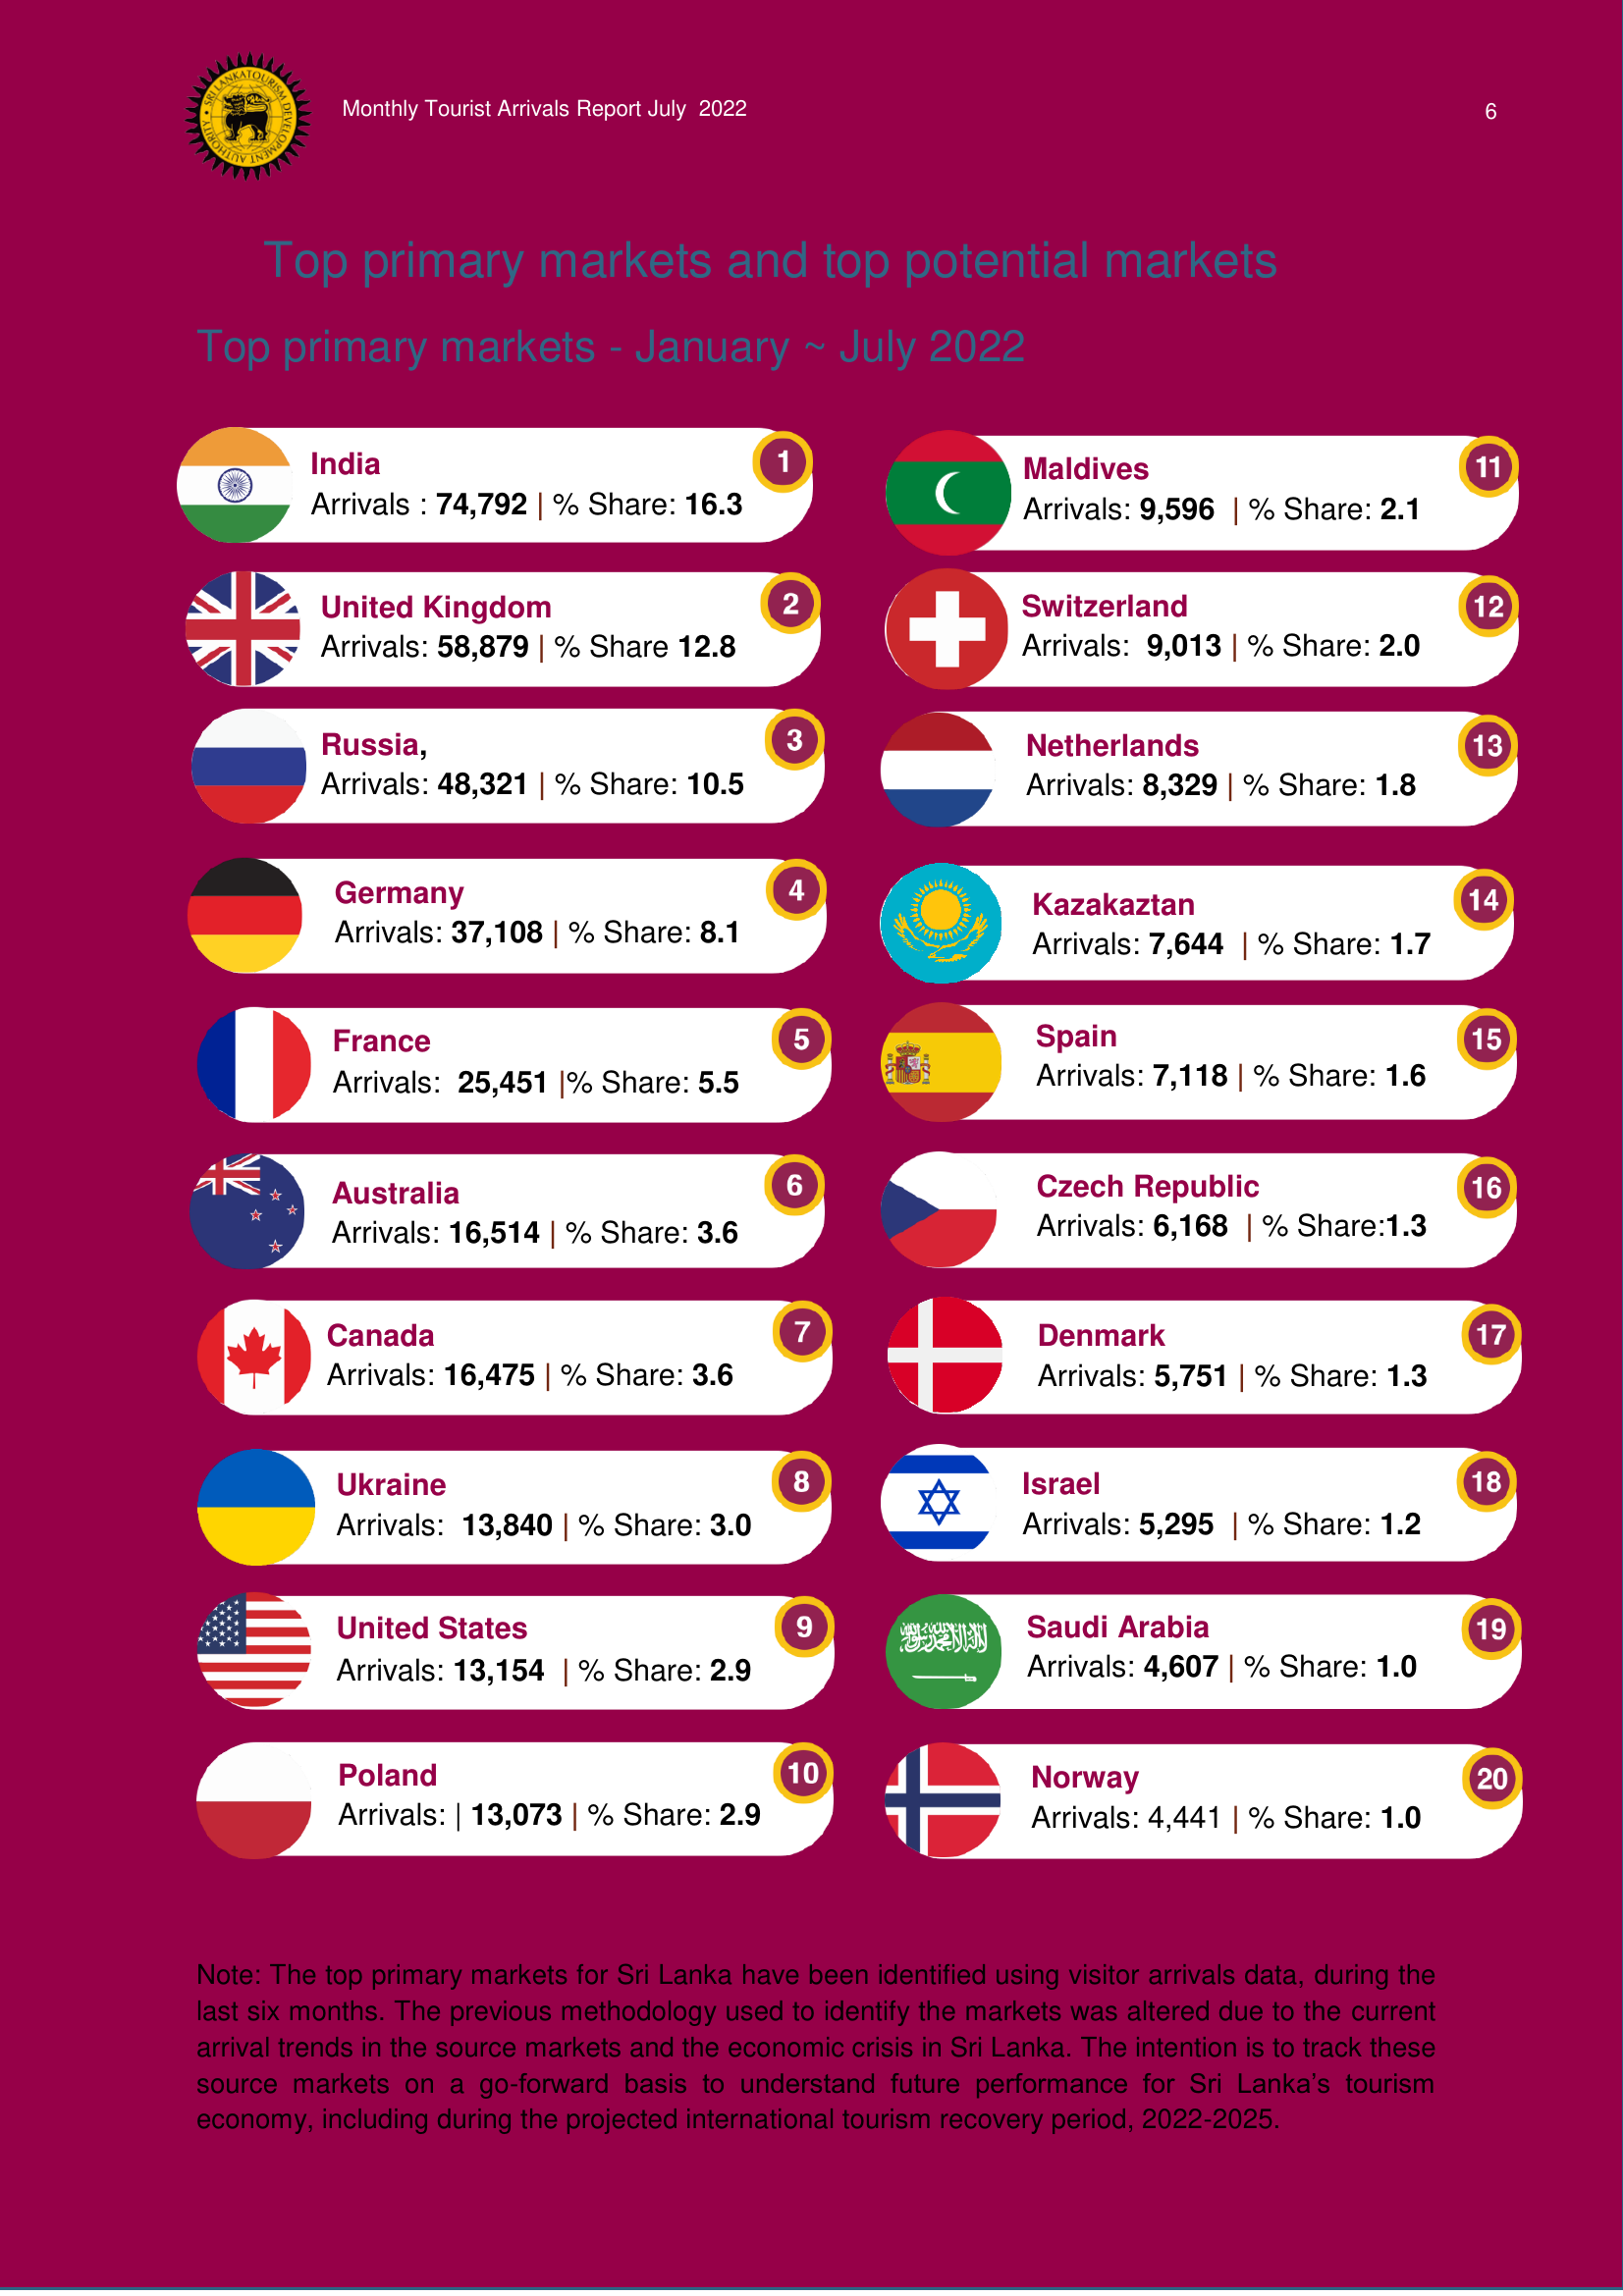 SRI LANKA TOURISM DEVELOPMENT AUTHORITY
Monthly Tourist Arrivals Report July 2022
6
Top primary markets and top potential markets
Top primary markets - January ~ July 2022
India
1
Arrivals : 74,792 | % Share: 16.3
United Kingdom
2
Arrivals: 58,879 | % Share 12.8
Russia,
3
Arrivals: 48,321 | % Share: 10.5
Germany
4
Arrivals: 37,108 | % Share: 8.1
France
5
Arrivals: 25,451 |% Share: 5.5
Australia
6
Arrivals: 16,514 | % Share: 3.6
Canada
7
Arrivals: 16,475 | % Share: 3.6
Ukraine
8
Arrivals: 13,840 | % Share: 3.0
United States
9
Arrivals: 13,154 | % Share: 2.9
Poland
10
Arrivals: | 13,073 | % Share: 2.9
Maldives
11
Arrivals: 9,596 | % Share: 2.1
Switzerland
12
Arrivals: 9,013 | % Share: 2.0
Netherlands
13
Arrivals: 8,329 | % Share: 1.8
Kazakaztan
14
Arrivals: 7,644 | % Share: 1.7
Spain
15
Arrivals: 7,118 | % Share: 1.6
Czech Republic
16
Arrivals: 6,168 | % Share:1.3
Denmark
17
Arrivals: 5,751 | % Share: 1.3
Israel
18
Arrivals: 5,295 | % Share: 1.2
Saudi Arabia
19
Arrivals: 4,607 | % Share: 1.0
Norway
20
Arrivals: 4,441 | % Share: 1.0
Note: The top primary markets for Sri Lanka have been identified using visitor arrivals data, during the
last six months. The previous methodology used to identify the markets was altered due to the current
arrival trends in the source markets and the economic crisis in Sri Lanka. The intention is to track these
source markets on a go-forward basis to understand future performance for Sri Lanka's tourism
economy, including during the projected international tourism recovery period, 2022-2025.